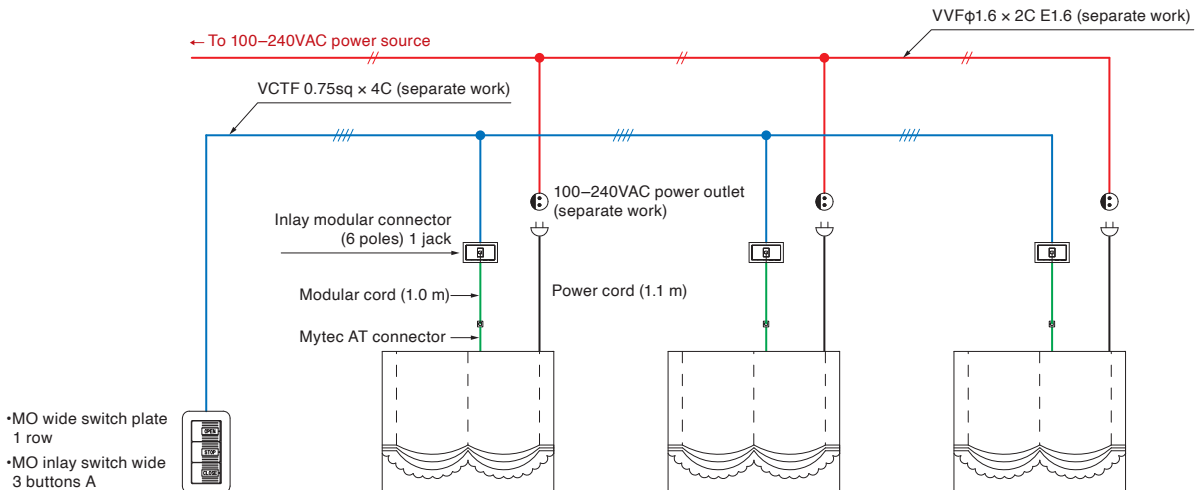 VVFφ1.6 × 2C E1.6 (separate work)
← To 100–240VAC power source
VCTF 0.75sq × 4C (separate work)
100–240VAC power outlet
(separate work)
Inlay modular connector
(6 poles) 1 jack
Modular cord (1.0 m)
Power cord (1.1 m)
Mytec AT connector
•MO wide switch plate
1 row
•MO inlay switch wide
3 buttons A
OPEN
STOP
CLOSE